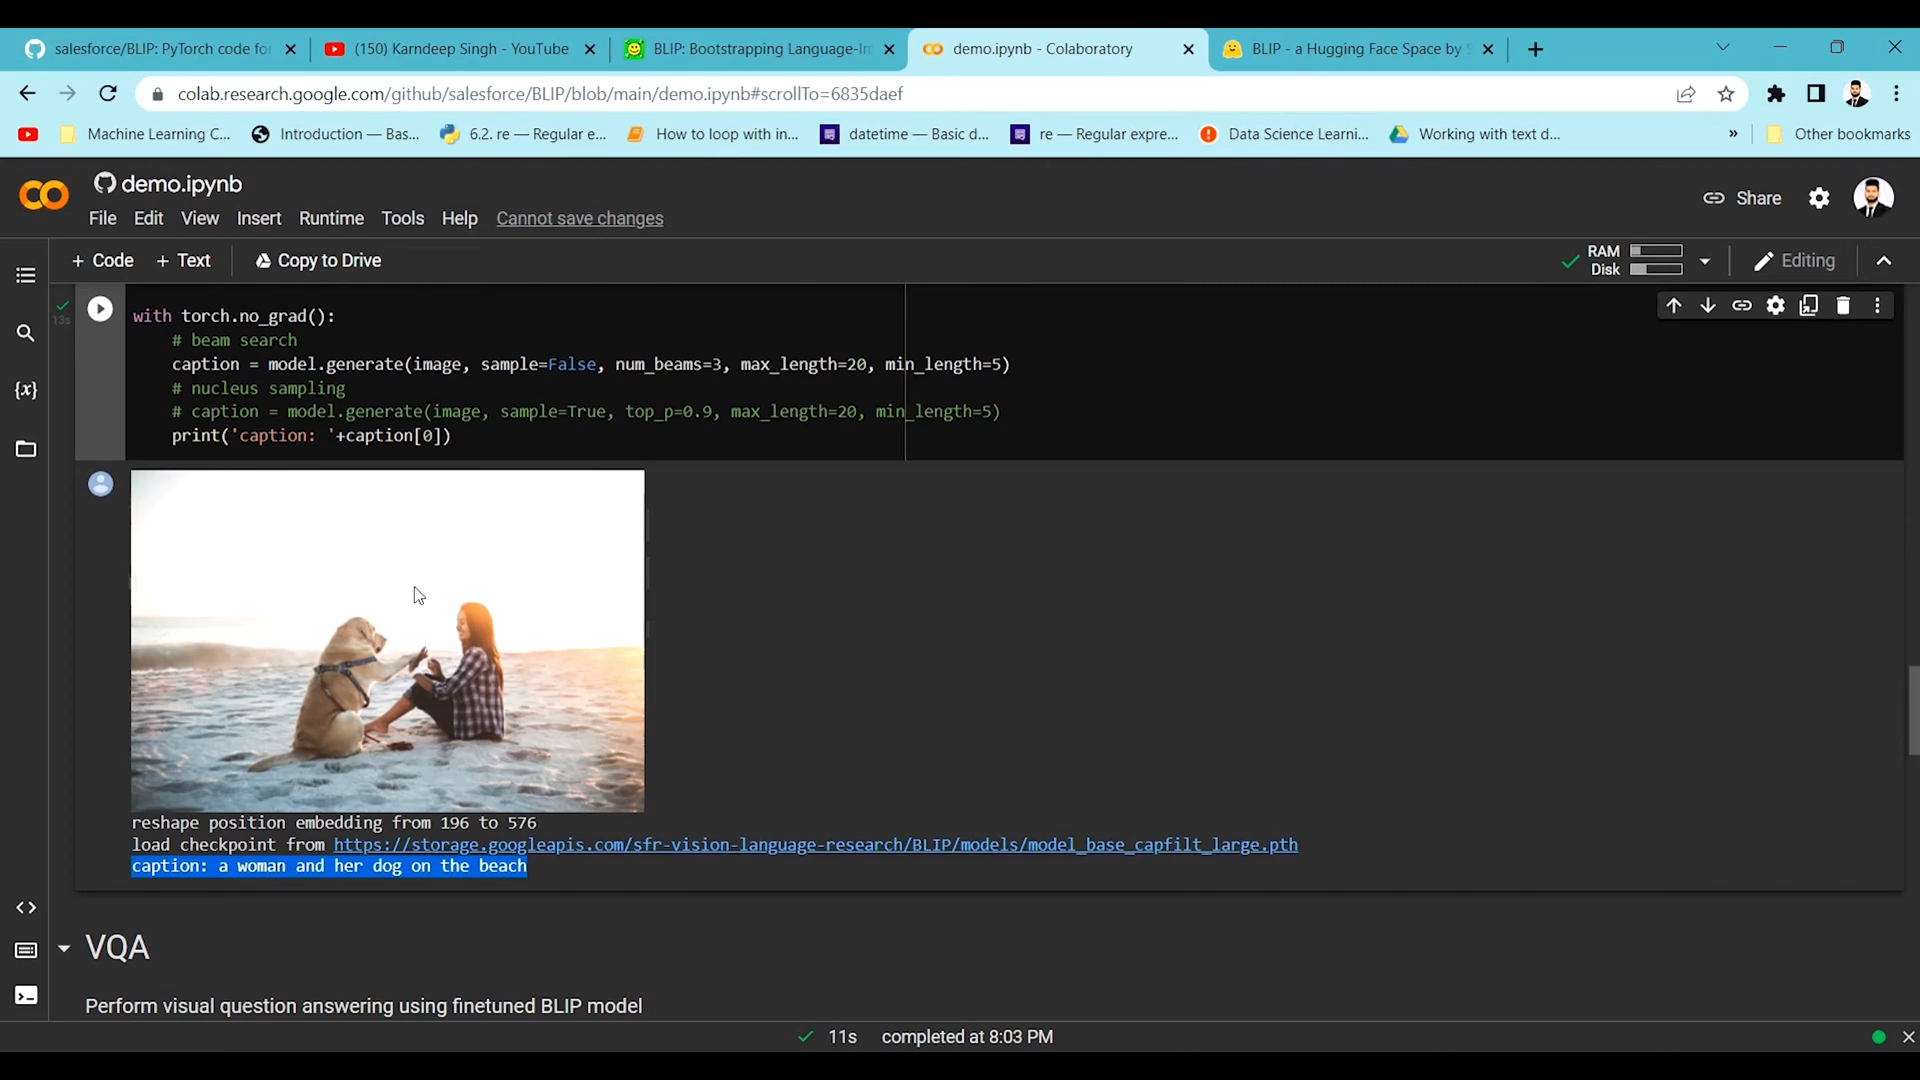 salesforce/BLIP: PyTorch code for
(150) Karndeep Singh - YouTube
BLIP: Bootstrapping Language-Im
demo.ipynb - Colaboratory
BLIP - a Hugging Face Space by S
colab.research.google.com/github/salesforce/BLIP/blob/main/demo.ipynb#scrollTo=6835daef
Machine Learning C...
Introduction — Bas...
6.2. re — Regular e...
How to loop with in...
datetime — Basic d...
re — Regular expre...
Data Science Learni...
Working with text d...
»
Other bookmarks
demo.ipynb
Share
File Edit View Insert Runtime Tools Help Cannot save changes
+ Code + Text Copy to Drive
RAM
Disk
Editing
13s
with torch.no_grad():
# beam search
caption = model.generate(image, sample=False, num_beams=3, max_length=20, min_length=5)
# nucleus sampling
# caption = model.generate(image, sample=True, top_p=0.9, max_length=20, min_length=5)
print('caption: '+caption[0])
reshape position embedding from 196 to 576
load checkpoint from https://storage.googleapis.com/sfr-vision-language-research/BLIP/models/model_base_capfilt_large.pth
caption: a woman and her dog on the beach
VQA
Perform visual question answering using finetuned BLIP model
11s completed at 8:03 PM